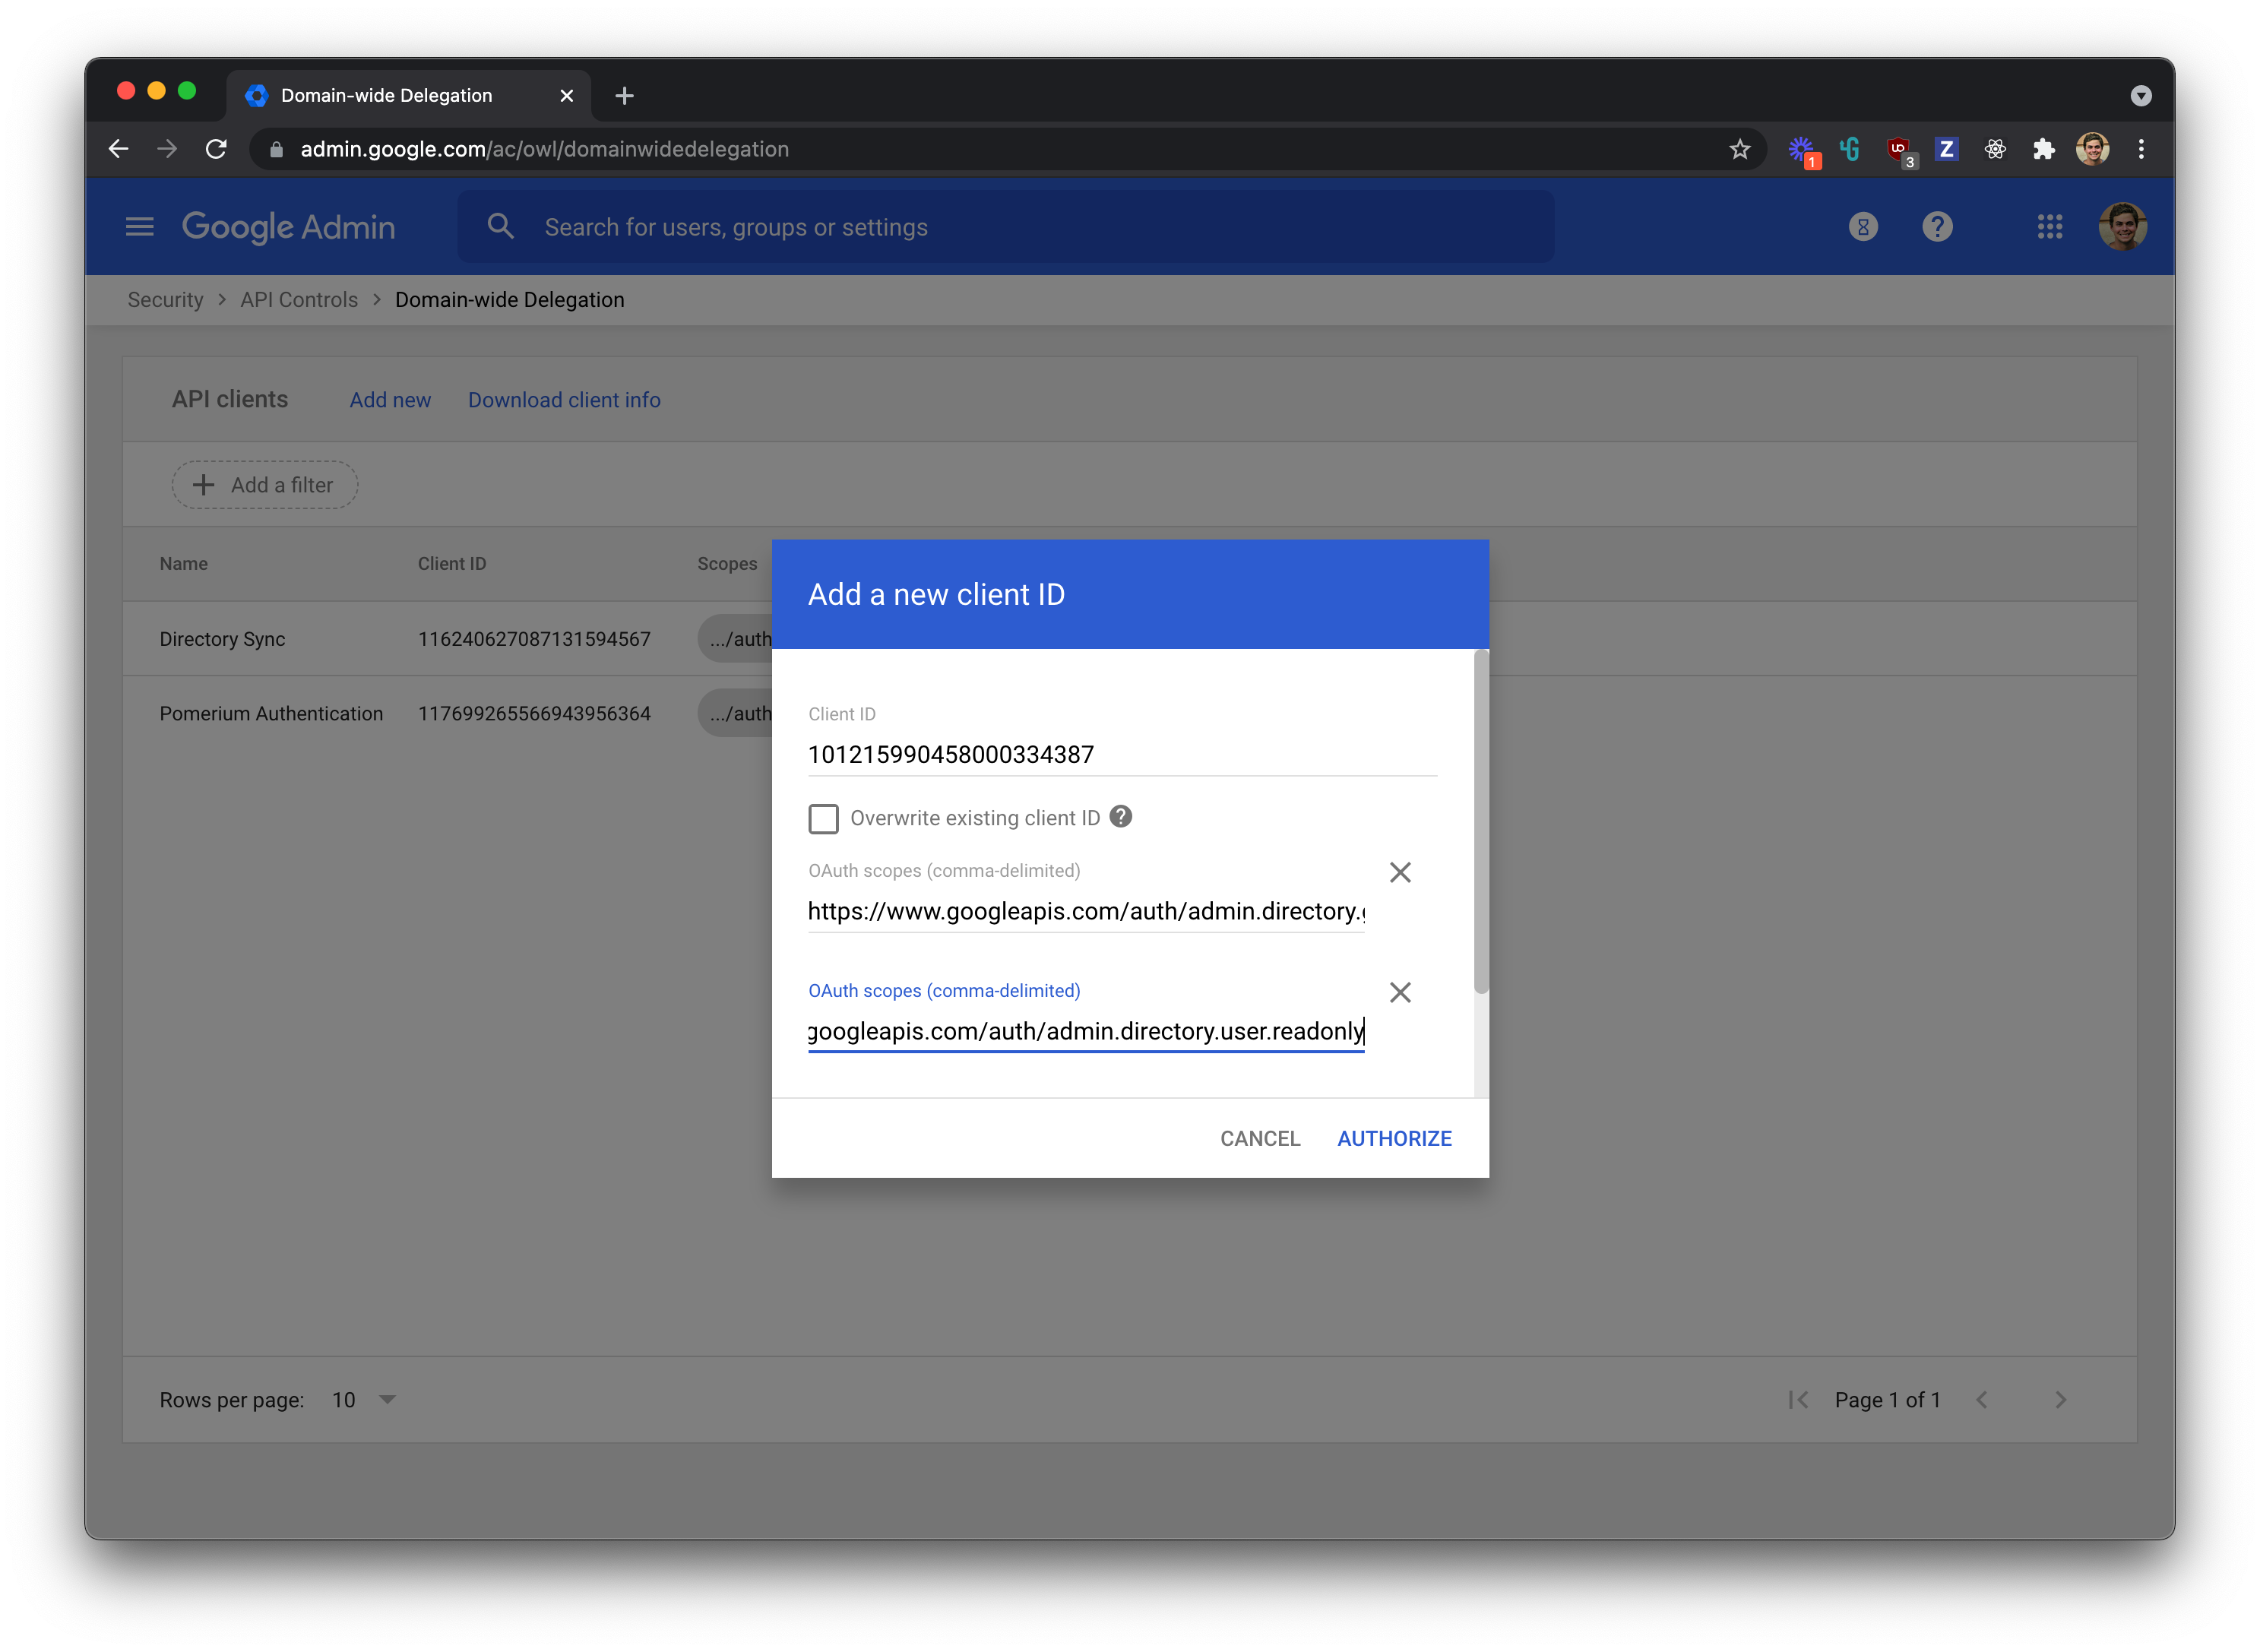 Domain-wide Delegation
admin.google.com/ac/owl/domainwidedelegation
1
UD
3
Z
Google Admin
Search for users, groups or settings
Security > API Controls > Domain-wide Delegation
API clients Add new Download client info
+ Add a filter
Name Client ID Scopes
Directory Sync 116240627087131594567 .../auth
Pomerium Authentication 117699265566943956364 .../auth
Add a new client ID
Client ID
101215990458000334387
Overwrite existing client ID ?
OAuth scopes (comma-delimited)
https://www.googleapis.com/auth/admin.directory.
OAuth scopes (comma-delimited)
googleapis.com/auth/admin.directory.user.readonly
CANCEL AUTHORIZE
Rows per page: 10 Page 1 of 1